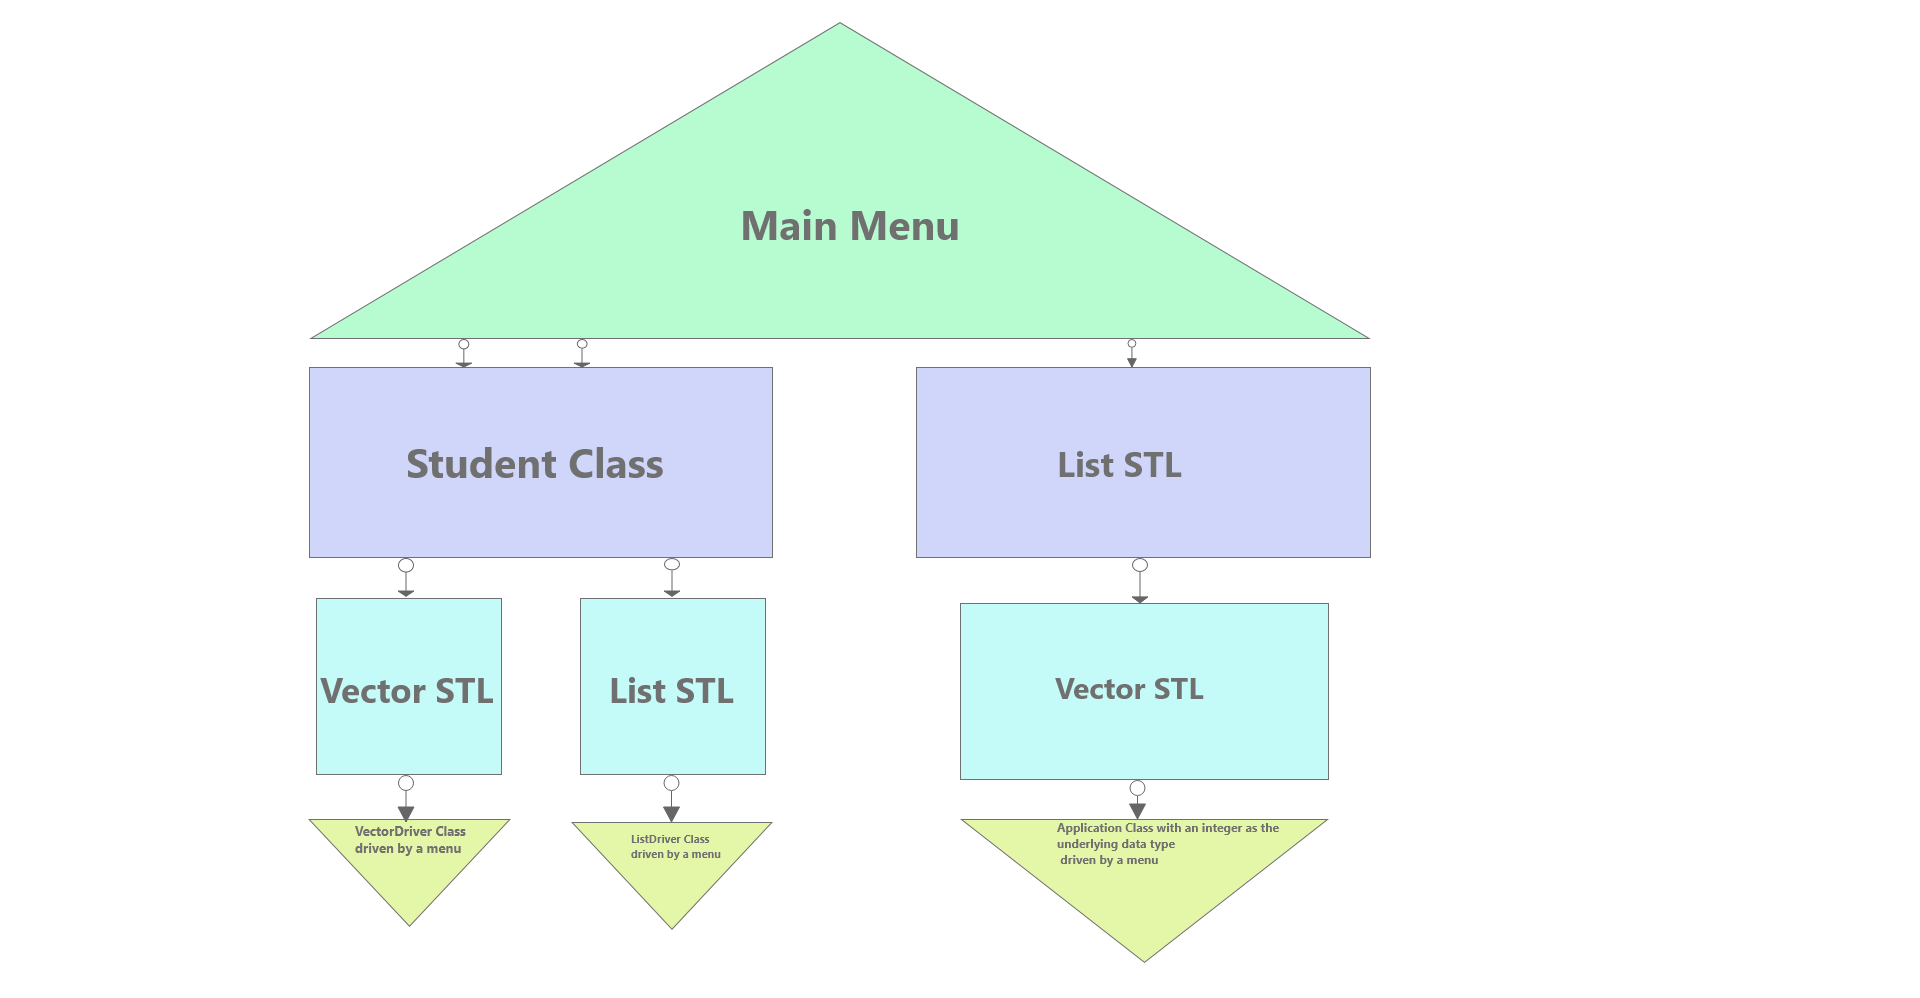 Main Menu
Student Class
List STL
Vector STL
List STL
Vector STL
VectorDriver Class
driven by a menu
ListDriver Class
driven by a menu
Application Class with an integer as the
underlying data type
driven by a menu